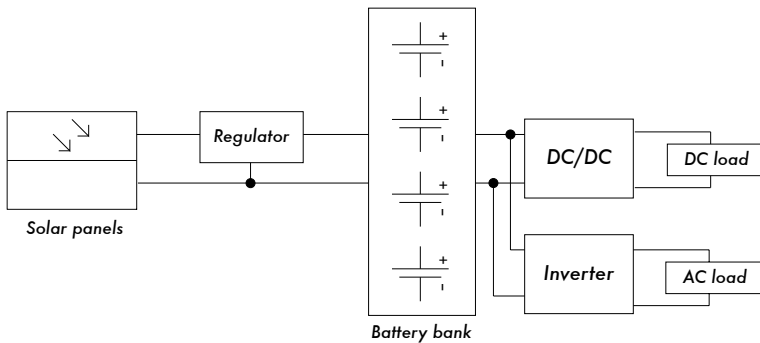 Solar panels
Regulator
+
-
+
-
+
-
+
-
Battery bank
DC/DC
DC load
Inverter
AC load